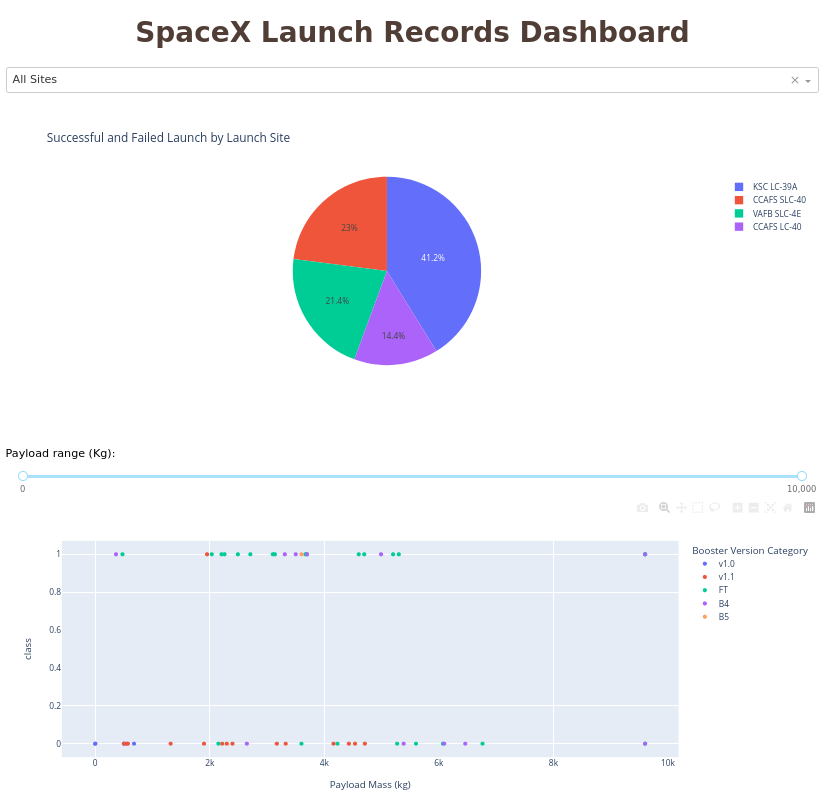 SpaceX Launch Records Dashboard
All Sites
Successful and Failed Launch by Launch Site
KSC LC-39A
CCAFS SLC-40
VAFB SLC-4E
CCAFS LC-40
23%
41.2%
21.4%
14.4%
Payload range (Kg):
0 10,000
Booster Version Category
v1.0
v1.1
FT
B4
B5
1
0.8
0.6
0.4
0.2
0
class
0 2k 4k 6k 8k 10k
Payload Mass (kg)